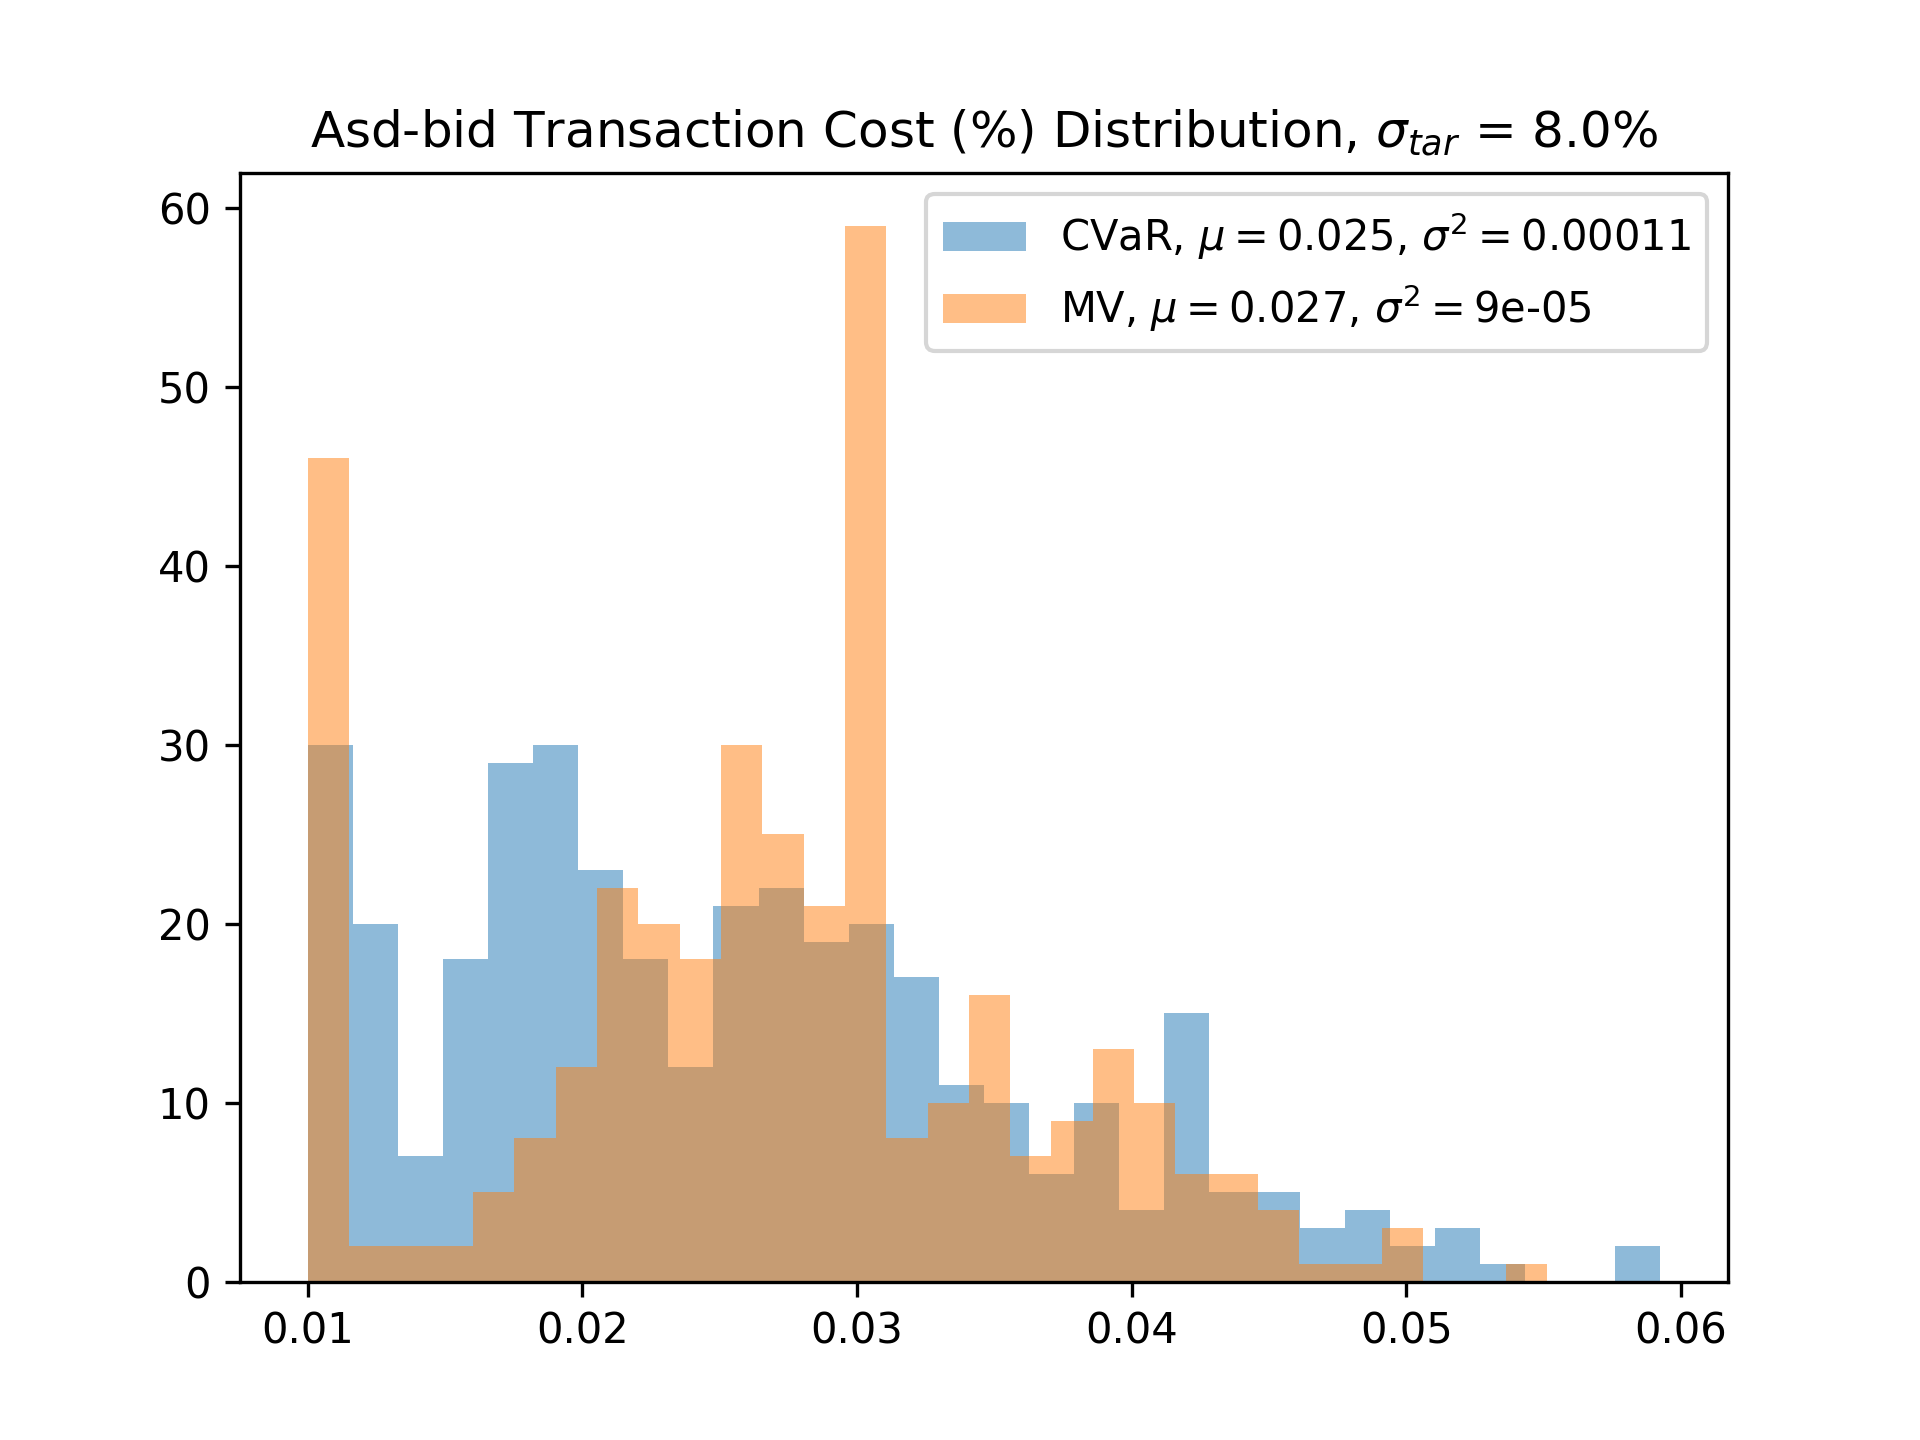 Asd-bid Transaction Cost (%) Distribution, σ_tar = 8.0%
CVaR, μ = 0.025, σ² = 0.00011
MV, μ = 0.027, σ² = 9e-05
60
50
40
30
20
10
0
0.01 0.02 0.03 0.04 0.05 0.06